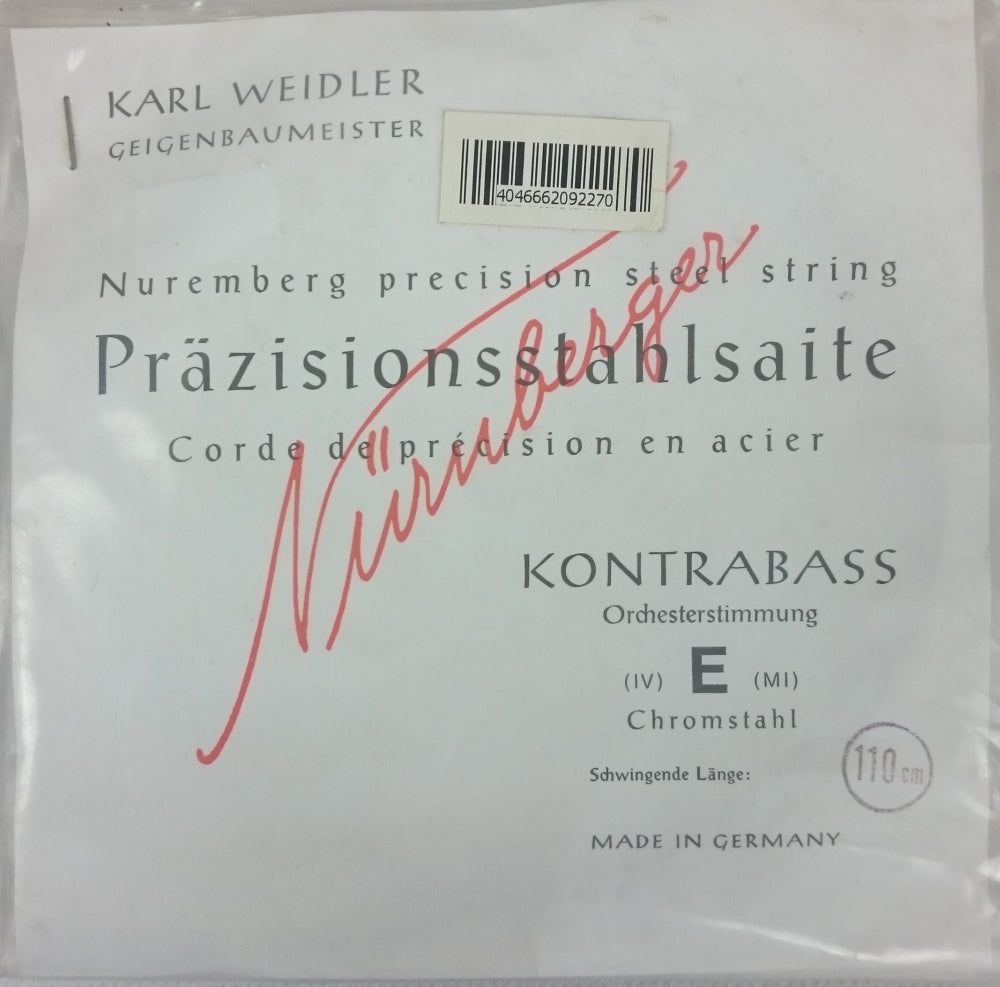 KARL WEIDLER
GEIGENBAUMEISTER
4046662092270
Nuremberg precision steel string
Präzisionsstahlsaite
Corde de précision en acier
Nürnberger
KONTRABASS
Orchesterstimmung
(IV) E (MI)
Chromstahl
Schwingende Länge: 110 cm
MADE IN GERMANY